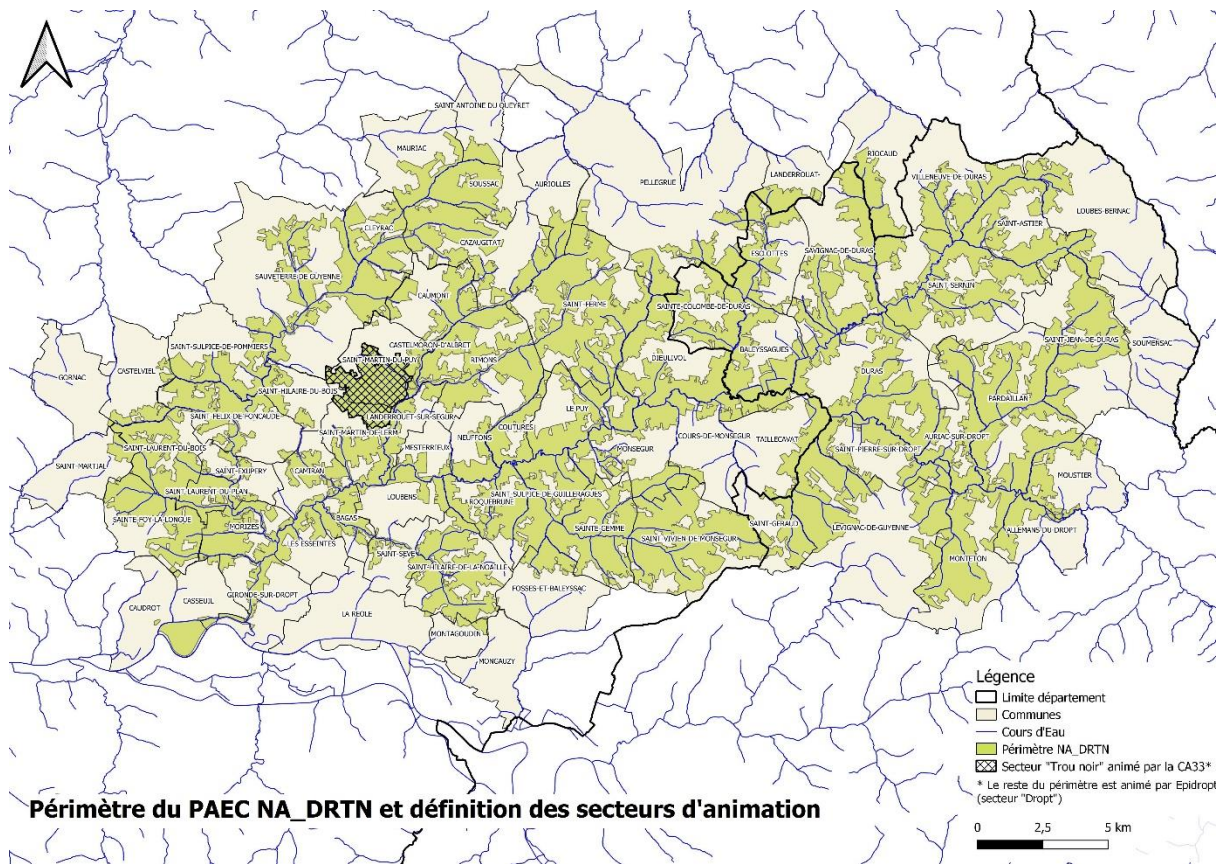 SAINT ANTOINE DU QUEYRET
MAURIAC
RIOCAUD
LANDERROUAT
VILLENEUVE-DE-DURAS
SOUSSAC
AURIOLLES
PELLEGRUE
LOUBES-BERNAC
SAINT-ASTIER
CLEYRAC
CAZAUGITAT
ESCLOTTES
SAVIGNAC-DE-DURAS
SAUVETERRE DE GUYENNE
SAINT SERNIN
CAUMONT
SAINT-FERME
SAINTE-COLOMBE-DE-DURAS
SAINT-JEAN-DE-DURAS
SOUMENSAC
SAINT-SULPICE-DE-POMMIERS
CASTELMORON-D'ALBRET
BALEYSSAGUES
SAINT-MARTIN-DU-PUY
RIMONS
DIEULIVOL
CASTELVIEL
DURAS
GORNAC
SAINT-HILAIRE-DU-BOIS
PARDAILLAN
LE PUY
SAINT FELIX DE FONCAUDE
LANDERROUET-SUR-SEGUR
COUTURES
SAINT-MARTIN-DE-LERM
NEUFFONS
COURS-DE-MONSEGUR
AURIAC-SUR-DROPT
TAILLECAVAT
SAINT-LAURENT-DU-BOIS
MESTERRIEUX
MONSEGUR
SAINT-PIERRE-SUR-DROPT
SAINT-MARTIAL
SAINT-EXUPERY
CAMIRAN
MOUSTIER
SAINT-LAURENT-DU-PLAN
LOUBENS
ROQUEBRUNE
SAINT-SULPICE-DE-GUILLERAGUES
SAINTE-FOY-LA-LONGUE
MORIZES
BAGAS
SAINTE-GEMME
SAINT-GERAUD
LEVIGNAC-DE-GUYENNE
ALLEMANS-DU-DROPT
LES ESSEINTES
SAINT-VIVIEN DE MONSEGUR
SAINT-SEVE
MONTETON
SAINT-HILAIRE-DE-LA-NOAILLE
FOSSES-ET-BALEYSSAC
GIRONDE-SUR-DROPT
CASSEUIL
CAUDROT
LA REOLE
MONTAGOUDIN
MONGAUZY
Légende
Limite département
Communes
Cours d'Eau
Périmètre NA_DRTN
Secteur "Trou noir" animé par la CA33*
* Le reste du périmètre est animé par Epidropt
(secteur "Dropt")
Périmètre du PAEC NA_DRTN et définition des secteurs d'animation
0 2,5 5 km